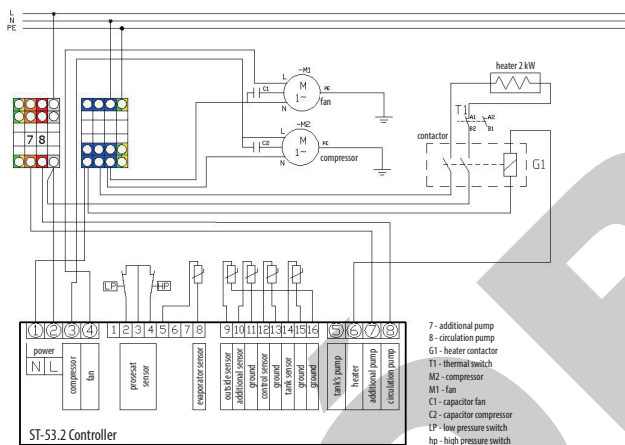 L
N
PE
7 8
-M1
L
C1
M
1~
PE
fan
N
-M2
L
C2
M
1~
PE
compressor
N
heater 2 kW
T1
A1 A2
B2 B1
contactor
G1
LP
HP
1 2 3 4
1 2 3 4 5 6 7 8
9 10 11 12 13 14 15 16
5 6 7 8
power
N L
compressor
fan
prosesat
sensor
evaporator sensor
outside sensor
additional sensor
ground
control sensor
ground
tank sensor
ground
ground
tank's pump
heater
additional pump
circulation pump
ST-53.2 Controller
7 - additional pump
8 - circulation pump
G1 - heater contactor
T1 - thermal switch
M2 - compressor
M1 - fan
C1 - capacitor fan
C2 - capacitor compressor
LP - low pressure switch
hp - high pressure switch